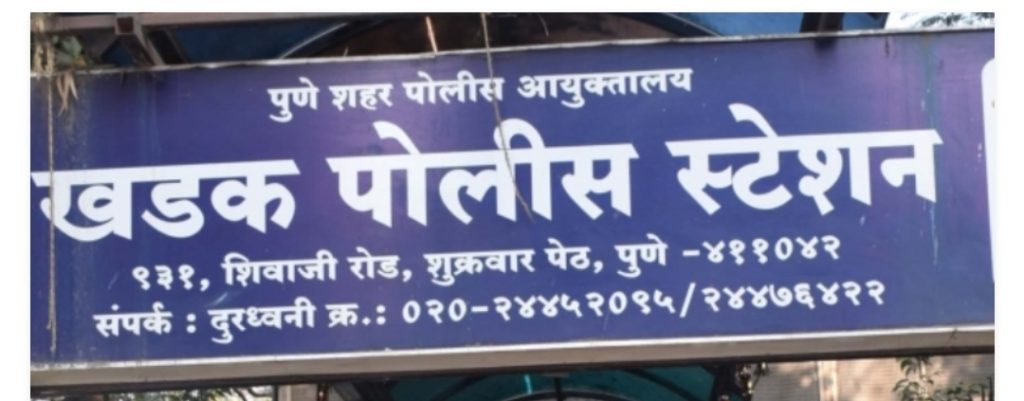 पुणे शहर पोलीस आयुक्तालय
खडक पोलीस स्टेशन
९३१, शिवाजी रोड, शुक्रवार पेठ, पुणे -४११०४२
संपर्क : दुरध्वनी क्र.: ०२०-२४४५२०९५/२४४७६४२२